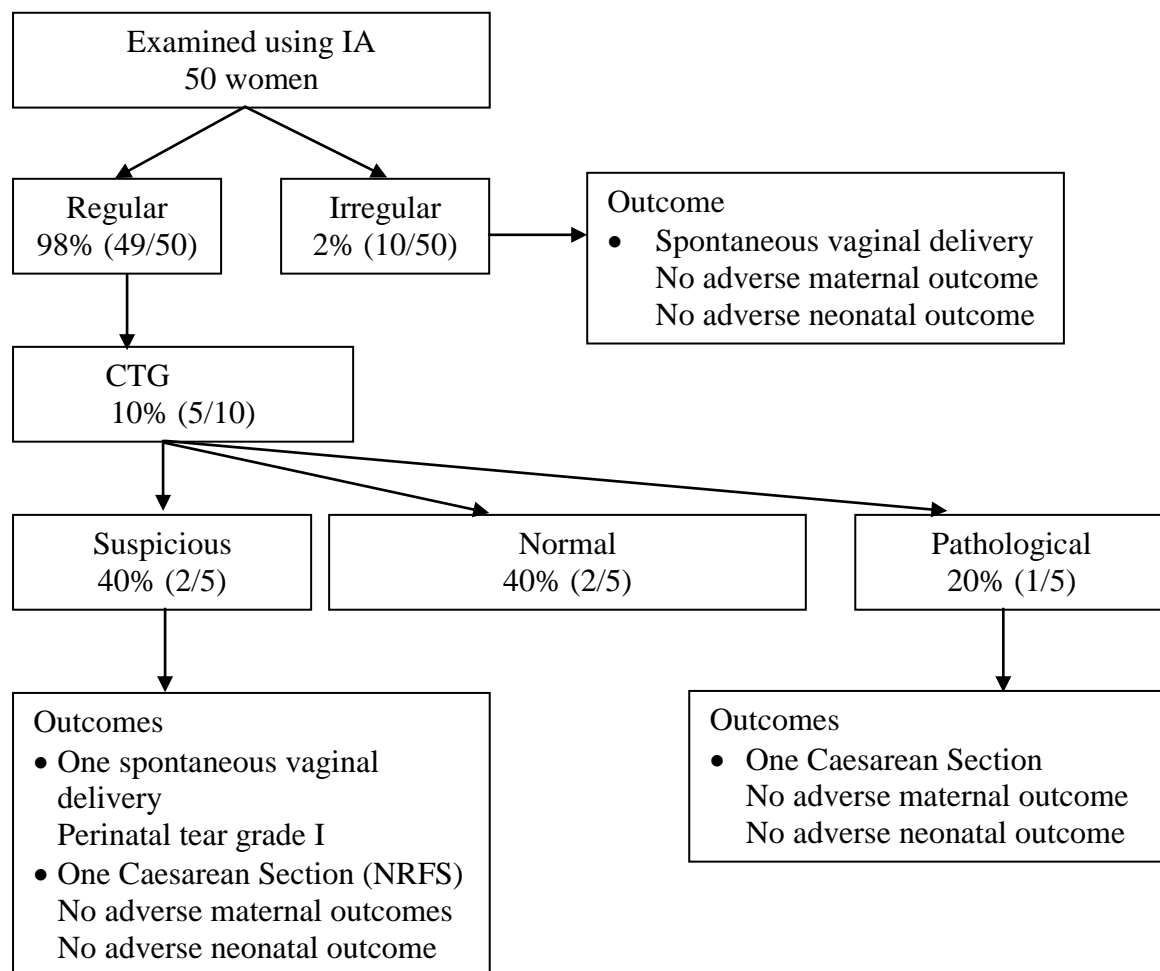 Examined using IA
50 women
Regular
98% (49/50)
Irregular
2% (10/50)
Outcome
• Spontaneous vaginal delivery
No adverse maternal outcome
No adverse neonatal outcome
CTG
10% (5/10)
Suspicious
40% (2/5)
Normal
40% (2/5)
Pathological
20% (1/5)
Outcomes
• One spontaneous vaginal
delivery
Perinatal tear grade I
• One Caesarean Section (NRFS)
No adverse maternal outcomes
No adverse neonatal outcome
Outcomes
• One Caesarean Section
No adverse maternal outcome
No adverse neonatal outcome